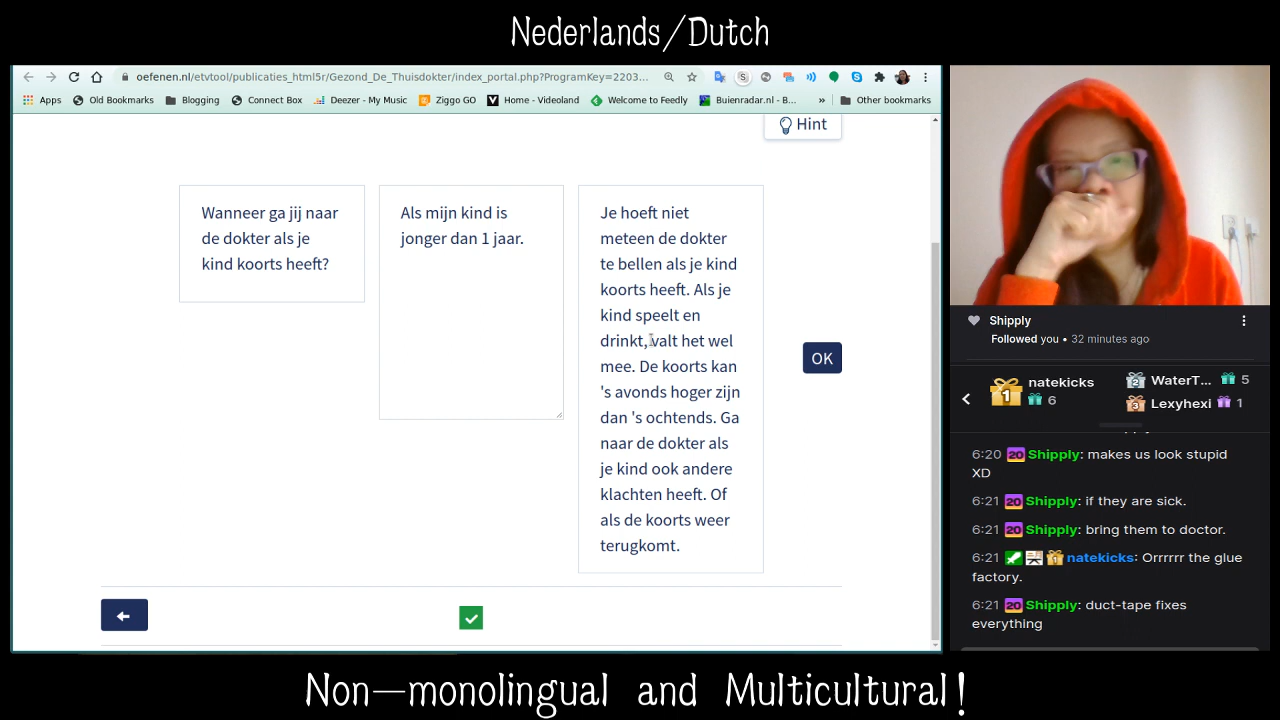 Nederlands/Dutch
oefenen.nl/etvtool/publicaties_html5r/Gezond_De_Thuisdokter/index_portal.php?ProgramKey=2203...
Apps
Old Bookmarks
Blogging
Connect Box
Deezer - My Music
Ziggo GO
Home - Videoland
Welcome to Feedly
Buienradar.nl - B...
»
Other bookmarks
Hint
Wanneer ga jij naar
de dokter als je
kind koorts heeft?
Als mijn kind is
jonger dan 1 jaar.
Je hoeft niet
meteen de dokter
te bellen als je kind
koorts heeft. Als je
kind speelt en
drinkt, valt het wel
mee. De koorts kan
's avonds hoger zijn
dan 's ochtends. Ga
naar de dokter als
je kind ook andere
klachten heeft. Of
als de koorts weer
terugkomt.
OK
Shipply
Followed you • 32 minutes ago
1
natekicks
6
2 WaterT... 5
3 Lexyhexi 1
6:20 20 Shipply: makes us look stupid
XD
6:21 20 Shipply: if they are sick.
6:21 20 Shipply: bring them to doctor.
6:21 1 natekicks: Orrrrrr the glue
factory.
6:21 20 Shipply: duct-tape fixes
everything
Non-monolingual and Multicultural!